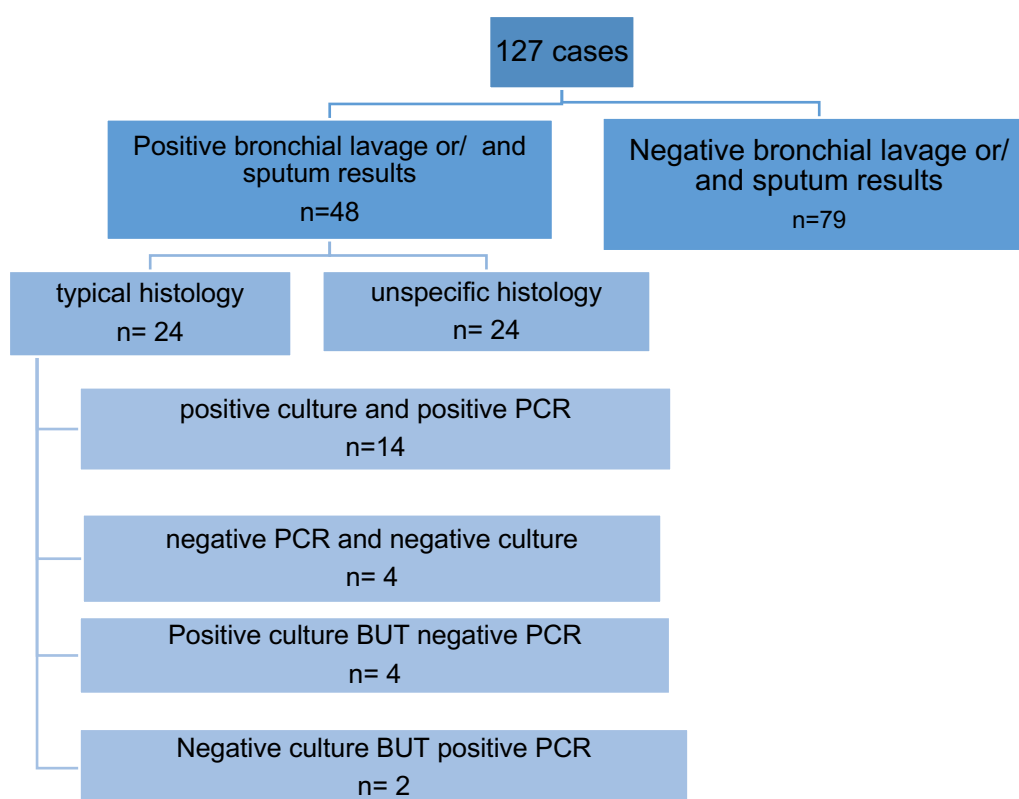 127 cases
Positive bronchial lavage or/ and
sputum results
n=48
Negative bronchial lavage or/
and sputum results
n=79
typical histology
n= 24
unspecific histology
n= 24
positive culture and positive PCR
n=14
negative PCR and negative culture
n= 4
Positive culture BUT negative PCR
n= 4
Negative culture BUT positive PCR
n= 2